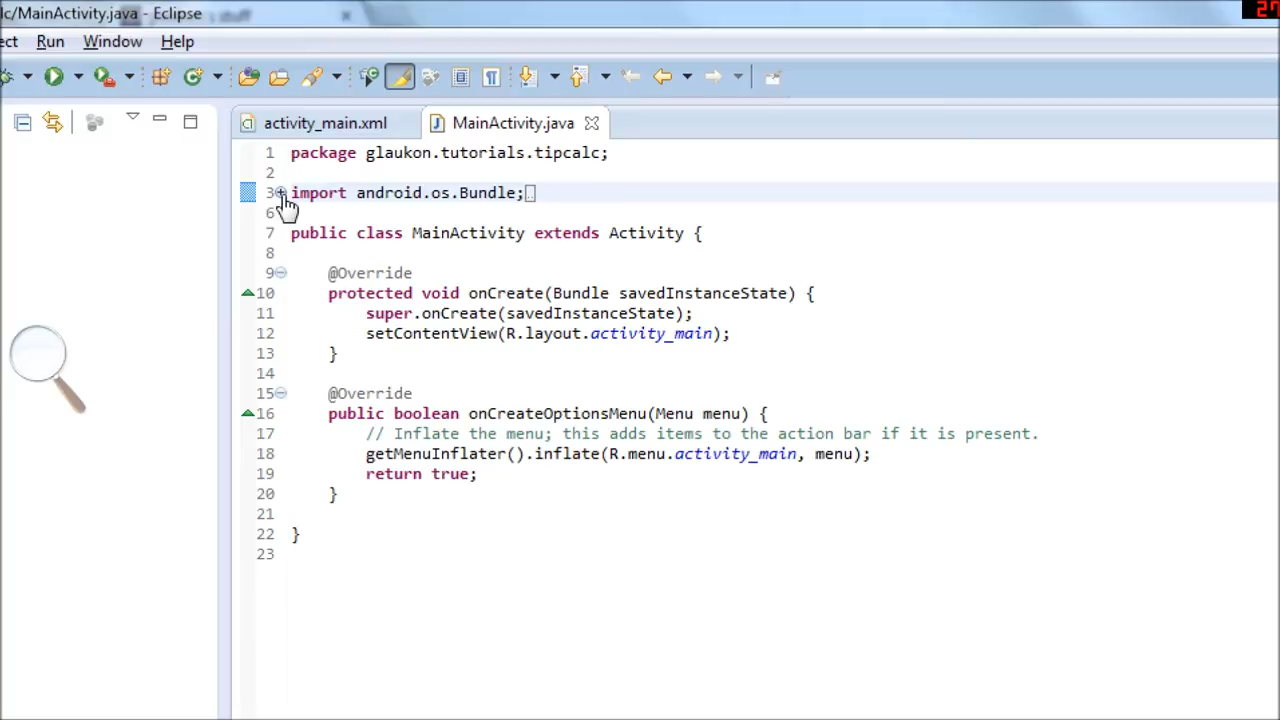 lc/MainActivity.java - Eclipse
ect Run Window Help
activity_main.xml MainActivity.java
1 package glaukon.tutorials.tipcalc;
2
3 import android.os.Bundle;
6
7 public class MainActivity extends Activity {
8
9 @Override
10 protected void onCreate(Bundle savedInstanceState) {
11 super.onCreate(savedInstanceState);
12 setContentView(R.layout.activity_main);
13 }
14
15 @Override
16 public boolean onCreateOptionsMenu(Menu menu) {
17 // Inflate the menu; this adds items to the action bar if it is present.
18 getMenuInflater().inflate(R.menu.activity_main, menu);
19 return true;
20 }
21
22 }
23